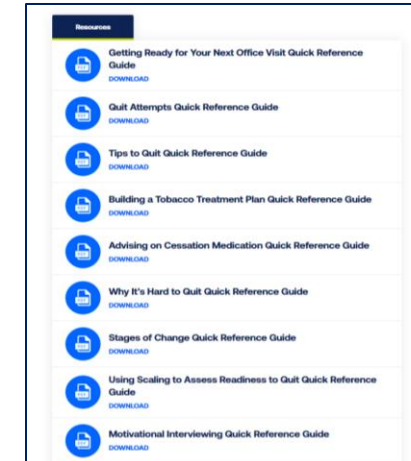 Resources
Getting Ready for Your Next Office Visit Quick Reference
Guide
DOWNLOAD
Quit Attempts Quick Reference Guide
DOWNLOAD
Tips to Quit Quick Reference Guide
DOWNLOAD
Building a Tobacco Treatment Plan Quick Reference Guide
DOWNLOAD
Advising on Cessation Medication Quick Reference Guide
DOWNLOAD
Why It's Hard to Quit Quick Reference Guide
DOWNLOAD
Stages of Change Quick Reference Guide
DOWNLOAD
Using Scaling to Assess Readiness to Quit Quick Reference
Guide
DOWNLOAD
Motivational Interviewing Quick Reference Guide
DOWNLOAD